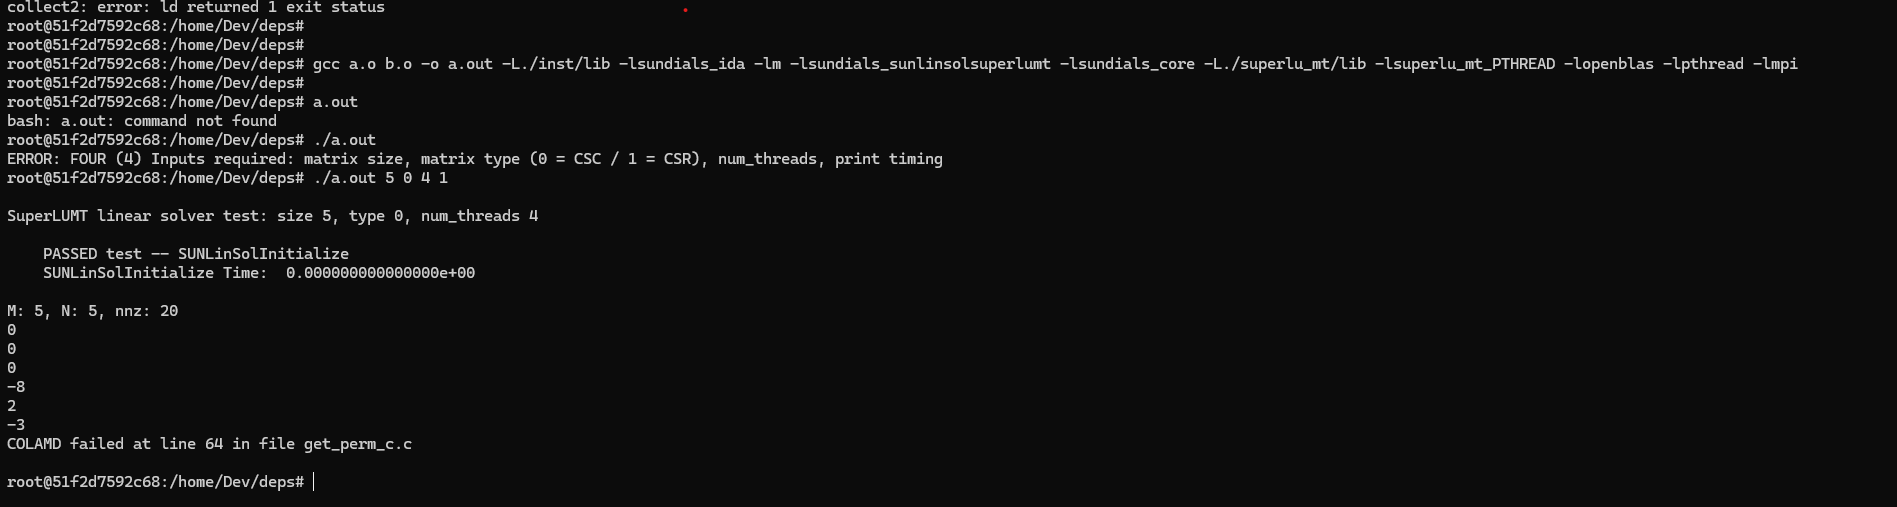 collect2: error: ld returned 1 exit status
root@51f2d7592c68:/home/Dev/deps#
root@51f2d7592c68:/home/Dev/deps#
root@51f2d7592c68:/home/Dev/deps# gcc a.o b.o -o a.out -L./inst/lib -lsundials_ida -lm -lsundials_sunlinsolsuperlumt -lsundials_core -L./superlu_mt/lib -lsuperlu_mt_PTHREAD -lopenblas -lpthread -lmpi
root@51f2d7592c68:/home/Dev/deps#
root@51f2d7592c68:/home/Dev/deps# a.out
bash: a.out: command not found
root@51f2d7592c68:/home/Dev/deps# ./a.out
ERROR: FOUR (4) Inputs required: matrix size, matrix type (0 = CSC / 1 = CSR), num_threads, print timing
root@51f2d7592c68:/home/Dev/deps# ./a.out 5 0 4 1
SuperLUMT linear solver test: size 5, type 0, num_threads 4
PASSED test -- SUNLinSolInitialize
SUNLinSolInitialize Time:  0.000000000000000e+00
M: 5, N: 5, nnz: 20
0
0
0
-8
2
-3
COLAMD failed at line 64 in file get_perm_c.c
root@51f2d7592c68:/home/Dev/deps#